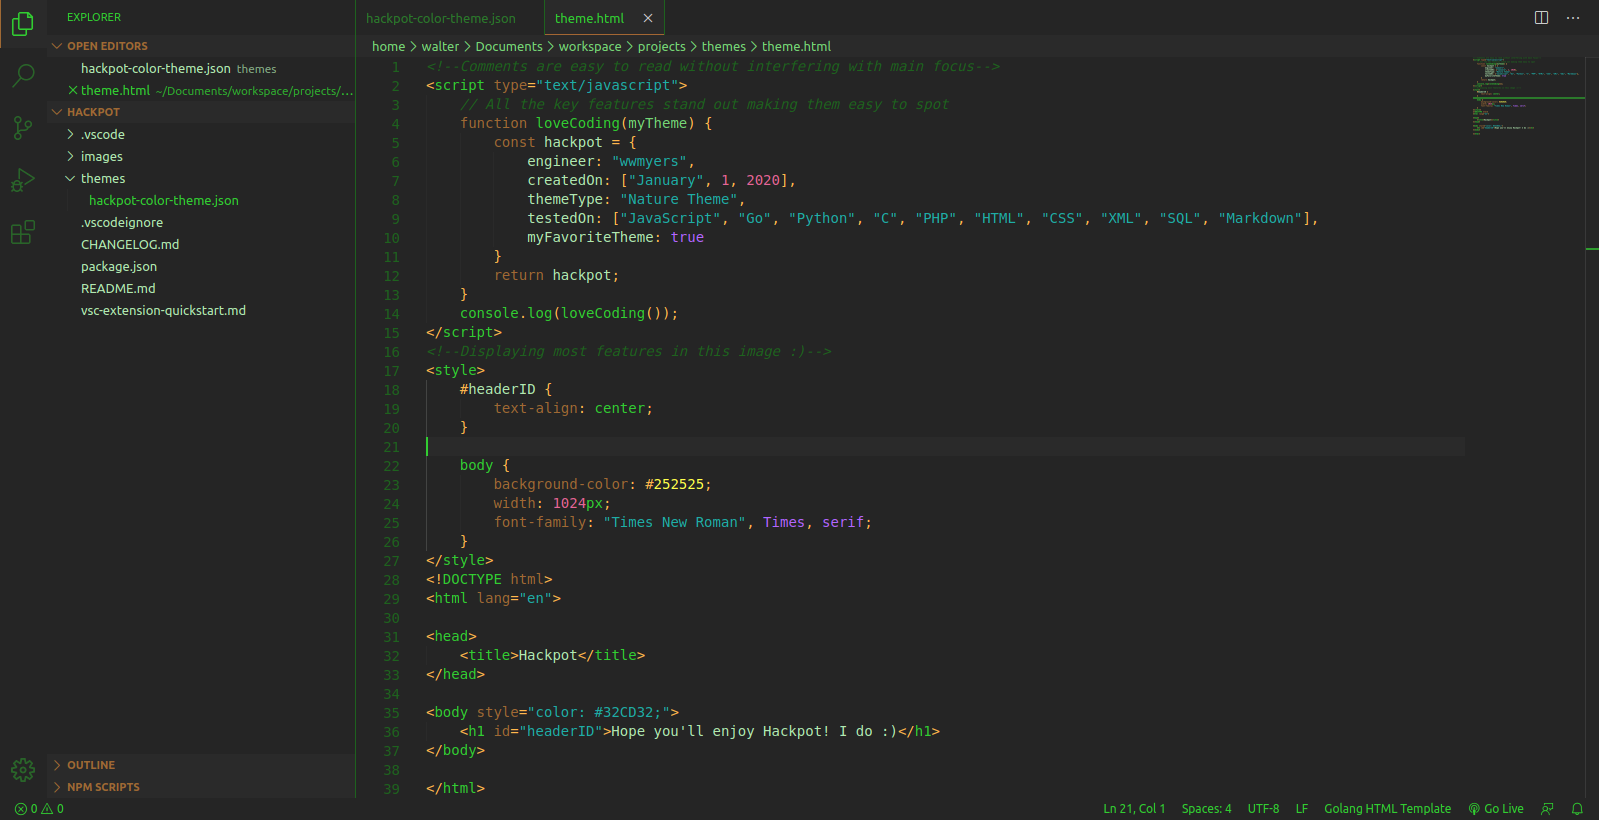 EXPLORER
OPEN EDITORS
hackpot-color-theme.json themes
theme.html ~/Documents/workspace/projects/...
HACKPOT
.vscode
images
themes
hackpot-color-theme.json
.vscodeignore
CHANGELOG.md
package.json
README.md
vsc-extension-quickstart.md
OUTLINE
NPM SCRIPTS
hackpot-color-theme.json theme.html
home > walter > Documents > workspace > projects > themes > theme.html
1 <!--Comments are easy to read without interfering with main focus-->
2 <script type="text/javascript">
3 // All the key features stand out making them easy to spot
4 function loveCoding(myTheme) {
5 const hackpot = {
6 engineer: "wwmyers",
7 createdOn: ["January", 1, 2020],
8 themeType: "Nature Theme",
9 testedOn: ["JavaScript", "Go", "Python", "C", "PHP", "HTML", "CSS", "XML", "SQL", "Markdown"],
10 myFavoriteTheme: true
11 }
12 return hackpot;
13 }
14 console.log(loveCoding());
15 </script>
16 <!--Displaying most features in this image :)-->
17 <style>
18 #headerID {
19 text-align: center;
20 }
21
22 body {
23 background-color: #252525;
24 width: 1024px;
25 font-family: "Times New Roman", Times, serif;
26 }
27 </style>
28 <!DOCTYPE html>
29 <html lang="en">
30
31 <head>
32 <title>Hackpot</title>
33 </head>
34
35 <body style="color: #32CD32;">
36 <h1 id="headerID">Hope you'll enjoy Hackpot! I do :)</h1>
37 </body>
38
39 </html>
0 0 Ln 21, Col 1 Spaces: 4 UTF-8 LF Golang HTML Template Go Live